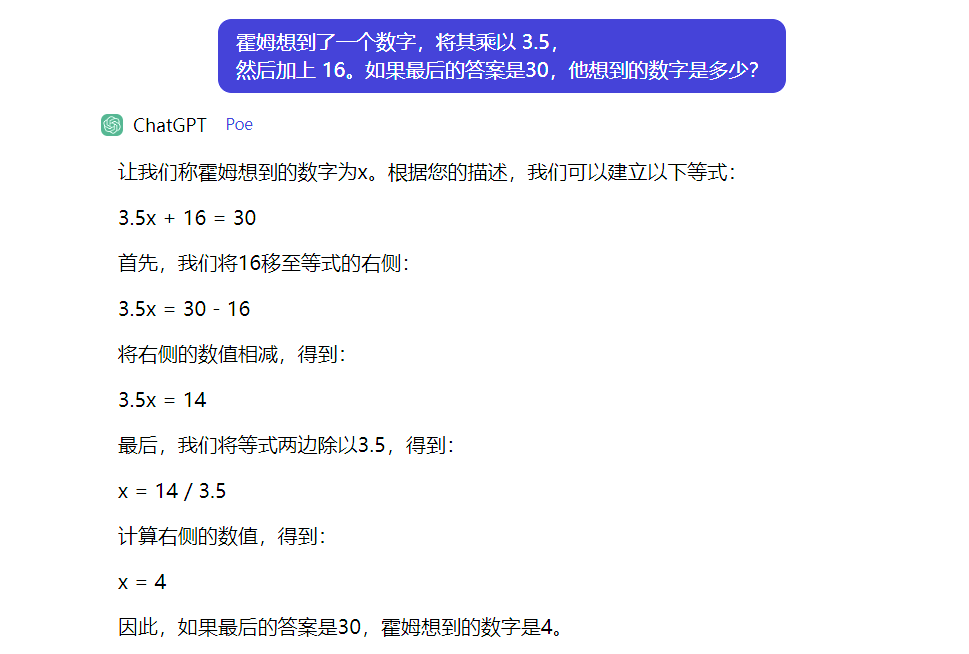 霍姆想到了一个数字，将其乘以 3.5，
然后加上 16。如果最后的答案是30，他想到的数字是多少？
ChatGPT Poe
让我们称霍姆想到的数字为x。根据您的描述，我们可以建立以下等式：
3.5x + 16 = 30
首先，我们将16移至等式的右侧：
3.5x = 30 - 16
将右侧的数值相减，得到：
3.5x = 14
最后，我们将等式两边除以3.5，得到：
x = 14 / 3.5
计算右侧的数值，得到：
x = 4
因此，如果最后的答案是30，霍姆想到的数字是4。